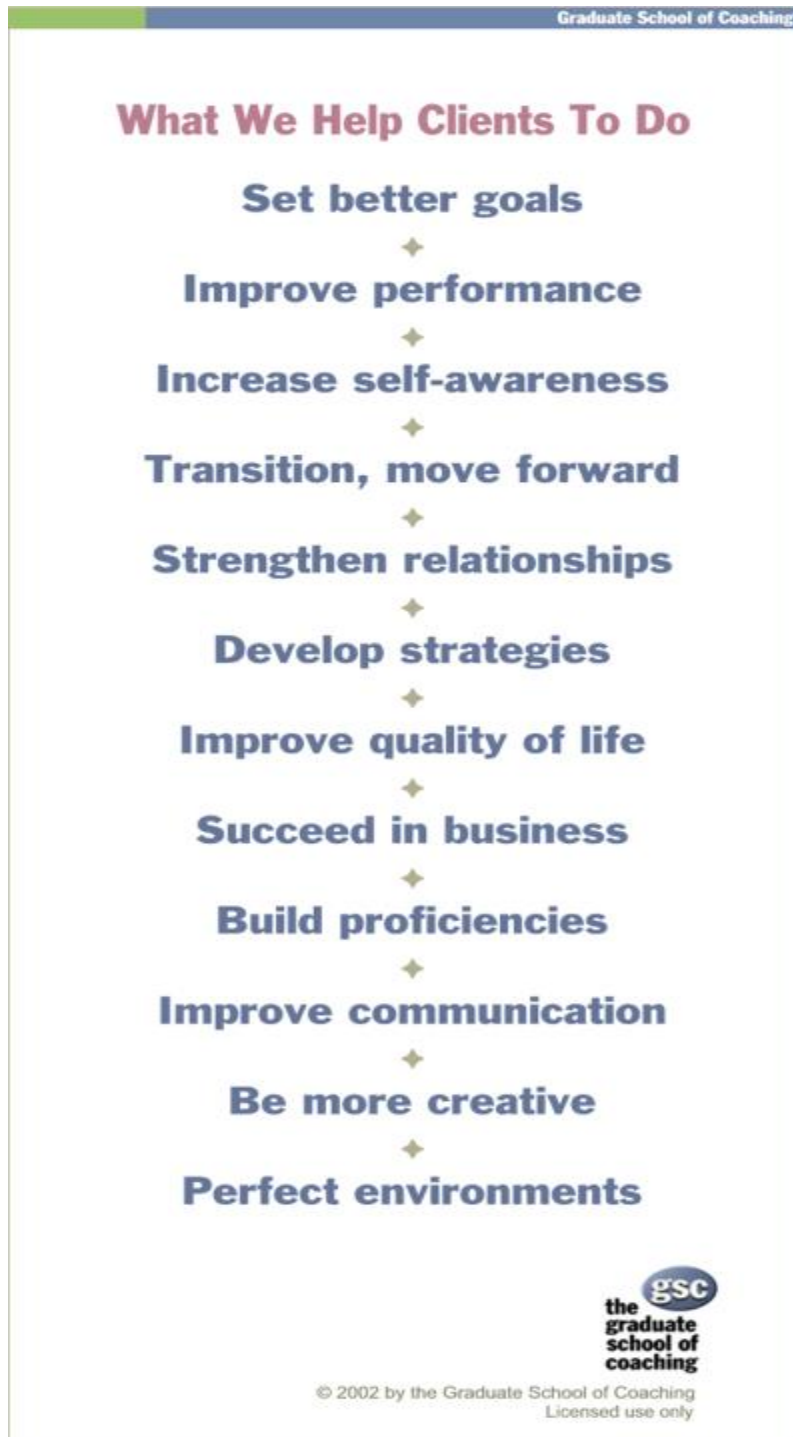 Graduate School of Coaching
What We Help Clients To Do
Set better goals
Improve performance
Increase self-awareness
Transition, move forward
Strengthen relationships
Develop strategies
Improve quality of life
Succeed in business
Build proficiencies
Improve communication
Be more creative
Perfect environments
gsc
the
graduate
school of
coaching
© 2002 by the Graduate School of Coaching
Licensed use only